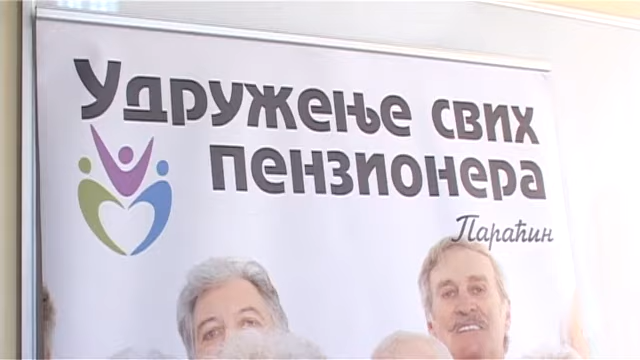 Удружење свих
пензионера
Параћин